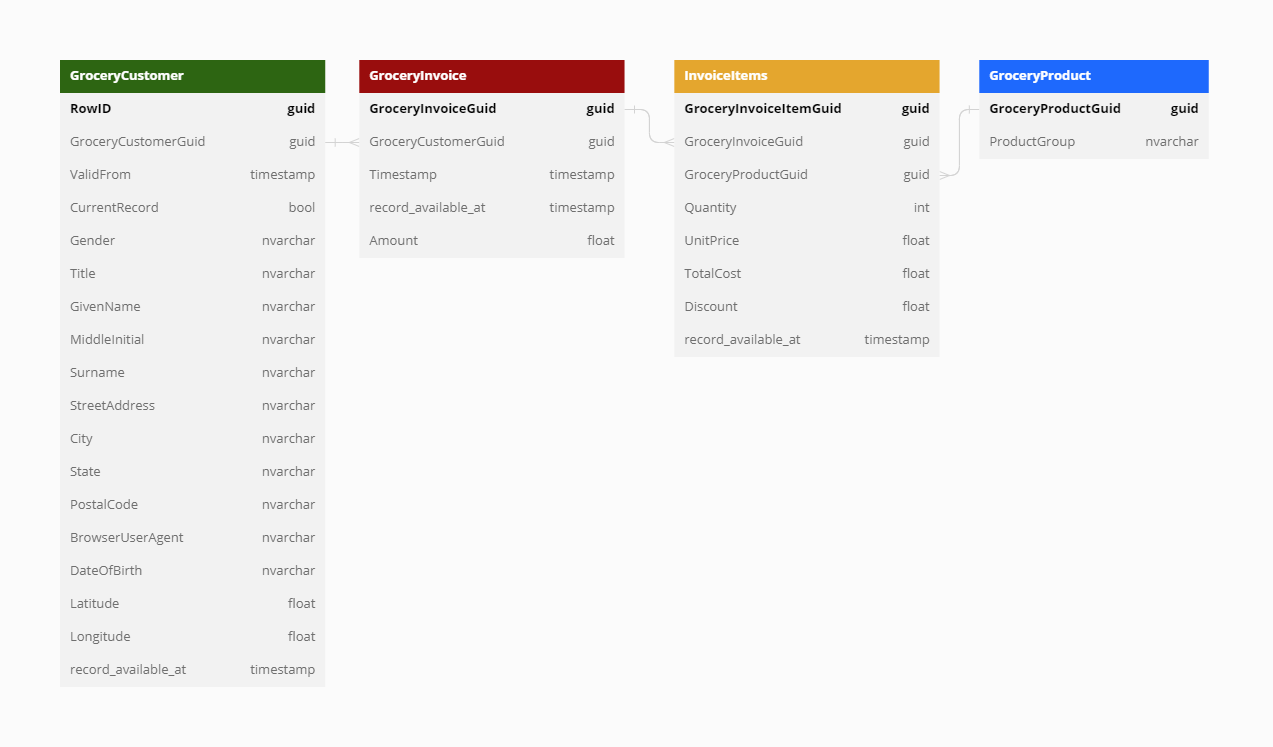 GroceryCustomer
RowID guid
GroceryCustomerGuid guid
ValidFrom timestamp
CurrentRecord bool
Gender nvarchar
Title nvarchar
GivenName nvarchar
MiddleInitial nvarchar
Surname nvarchar
StreetAddress nvarchar
City nvarchar
State nvarchar
PostalCode nvarchar
BrowserUserAgent nvarchar
DateOfBirth nvarchar
Latitude float
Longitude float
record_available_at timestamp
GroceryInvoice
GroceryInvoiceGuid guid
GroceryCustomerGuid guid
Timestamp timestamp
record_available_at timestamp
Amount float
InvoiceItems
GroceryInvoiceItemGuid guid
GroceryInvoiceGuid guid
GroceryProductGuid guid
Quantity int
UnitPrice float
TotalCost float
Discount float
record_available_at timestamp
GroceryProduct
GroceryProductGuid guid
ProductGroup nvarchar